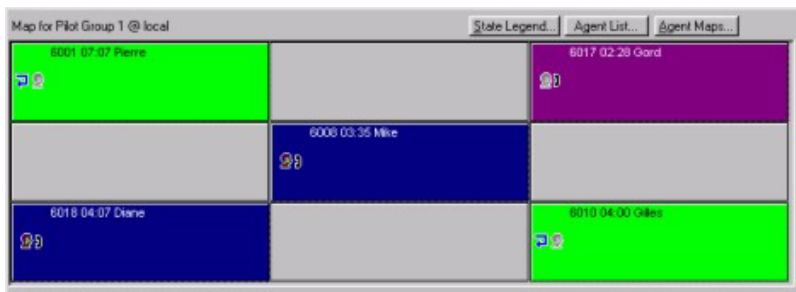 Map for Pilot Group 1 @ local
State Legend... Agent List... Agent Maps...
6001 07:07 Pierre
6017 02:28 Gord
6008 03:35 Mike
6018 04:07 Diane
6010 04:00 Gilles